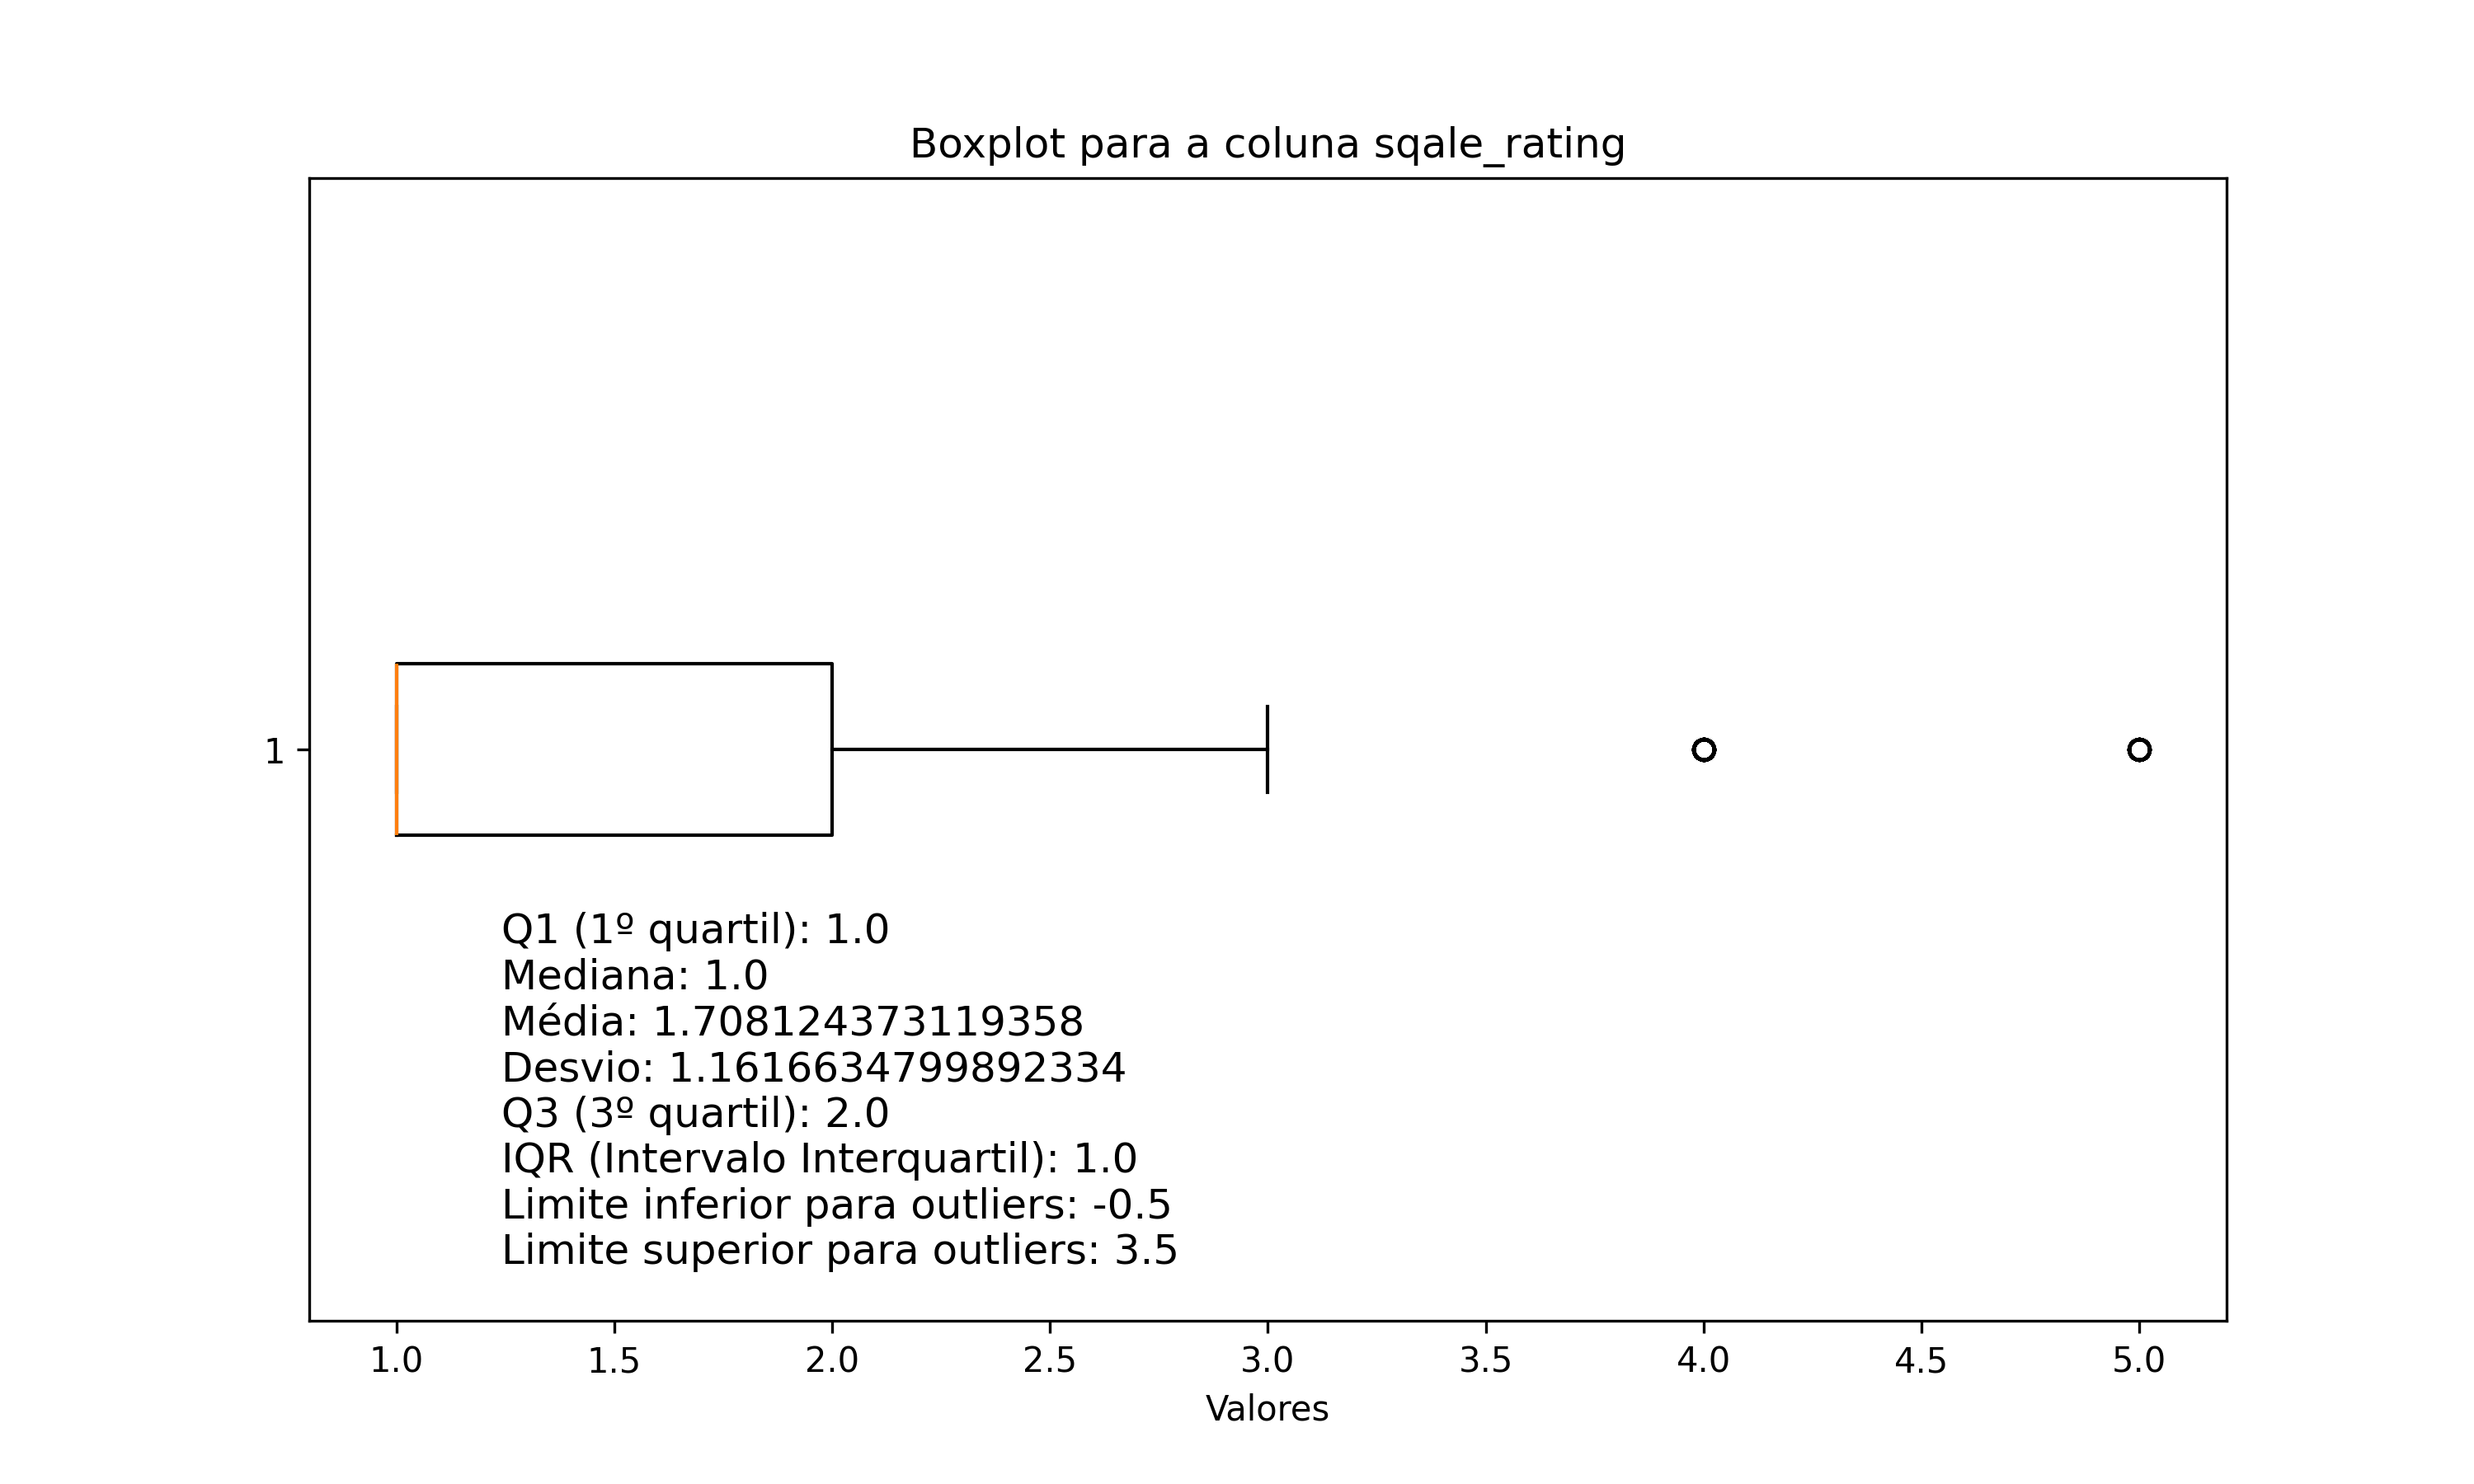 Boxplot para a coluna sqale_rating
1
Q1 (1º quartil): 1.0
Mediana: 1.0
Média: 1.708124373119358
Desvio: 1.1616634799892334
Q3 (3º quartil): 2.0
IQR (Intervalo Interquartil): 1.0
Limite inferior para outliers: -0.5
Limite superior para outliers: 3.5
1.0 1.5 2.0 2.5 3.0 3.5 4.0 4.5 5.0
Valores